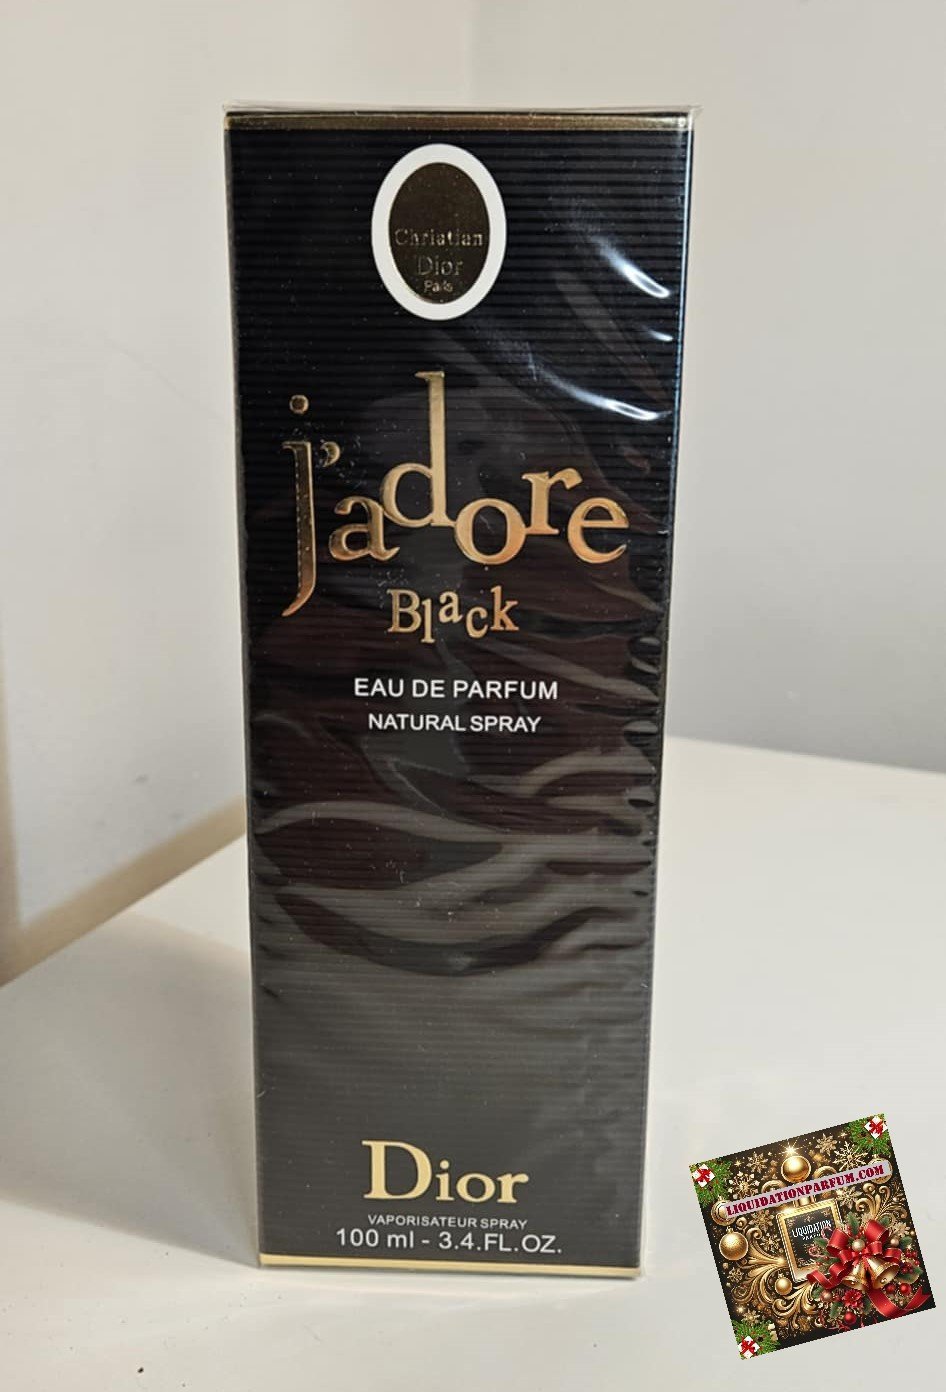 Christian
Dior
Paris
j'adore
Black
EAU DE PARFUM
NATURAL SPRAY
Dior
VAPORISATEUR SPRAY
100 ml - 3.4.FL.OZ.
LIQUIDATIONPARFUM.COM
LIQUIDATION
PARFUM